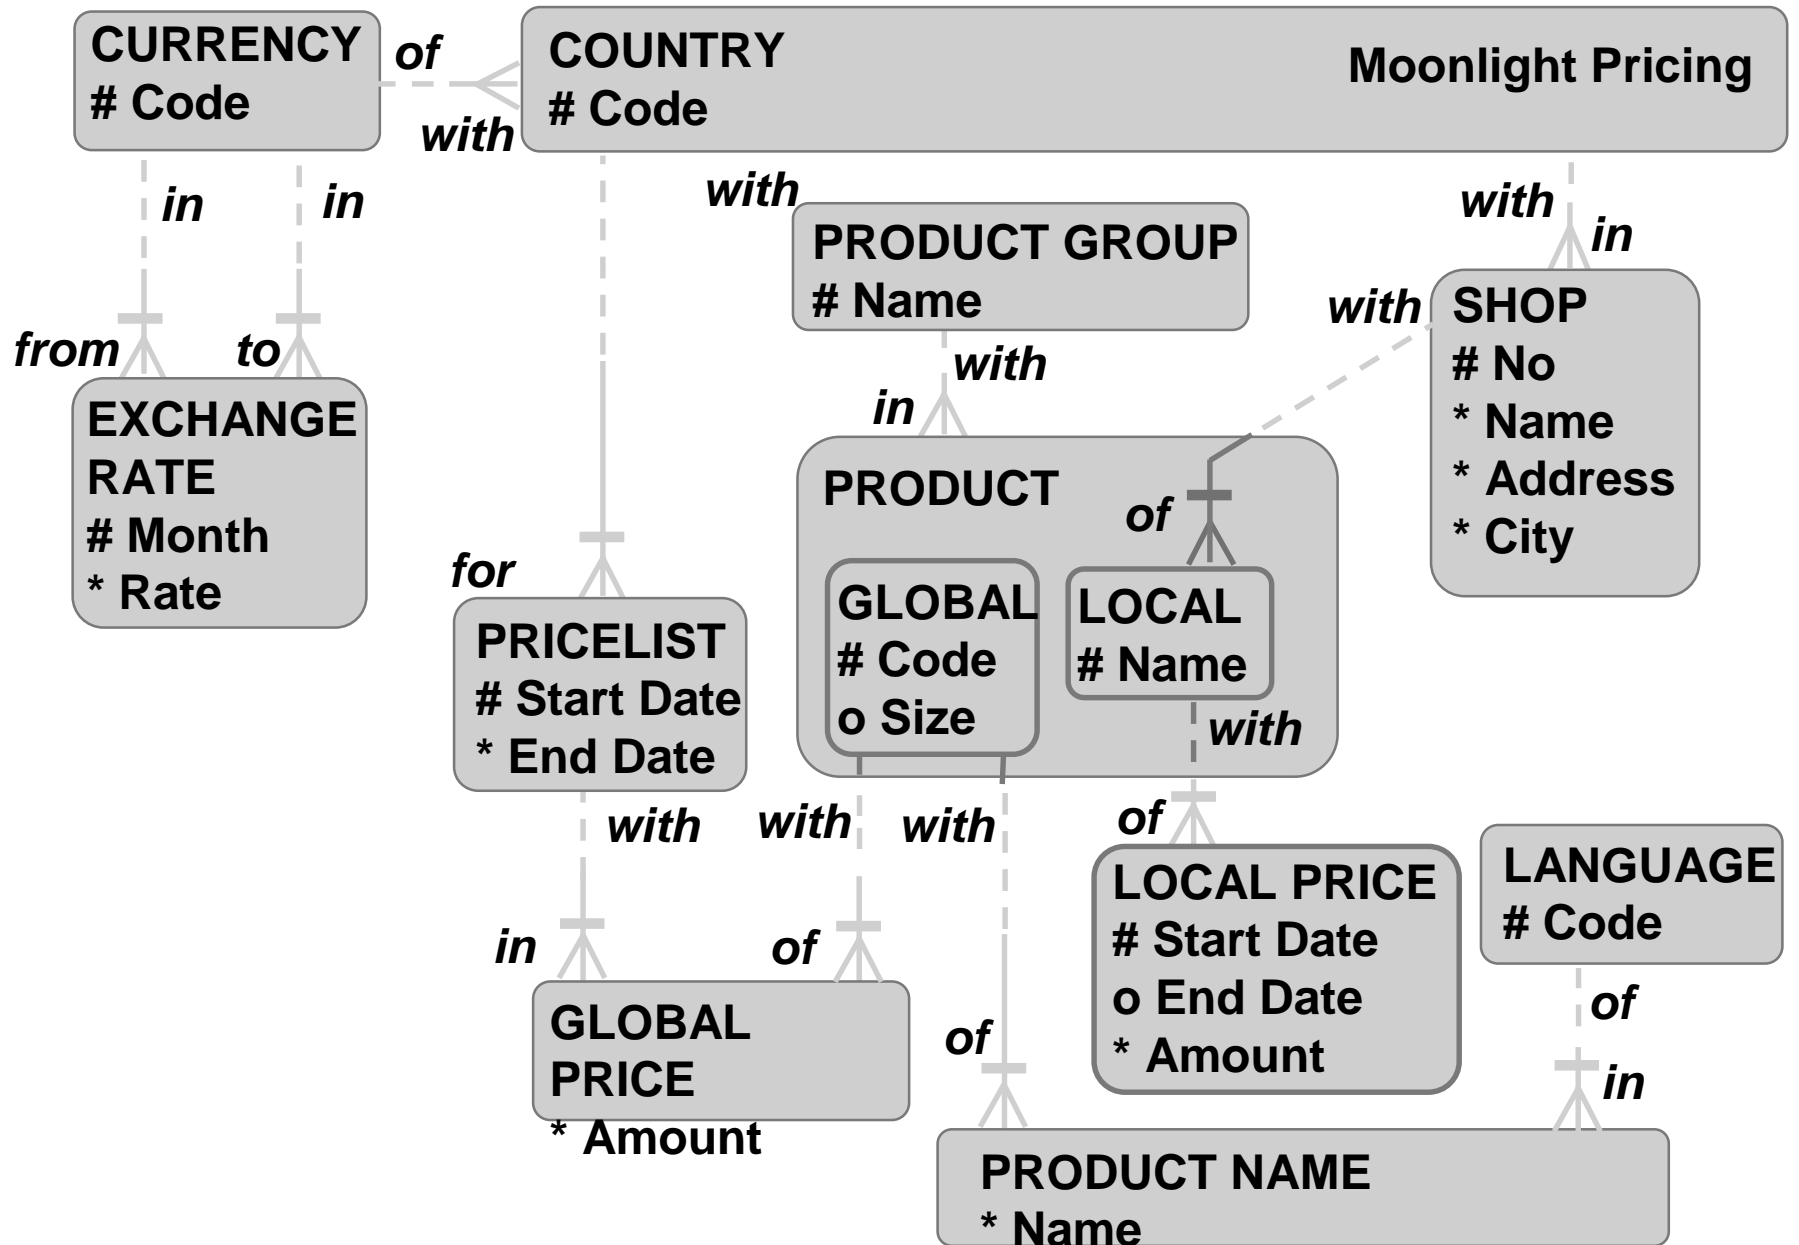 CURRENCY
# Code
of
with
COUNTRY
# Code
Moonlight Pricing
in
in
with
with
in
from
to
PRODUCT GROUP
# Name
with
SHOP
# No
* Name
* Address
* City
EXCHANGE
RATE
# Month
* Rate
with
in
PRODUCT
of
for
GLOBAL
# Code
o Size
LOCAL
# Name
PRICELIST
# Start Date
* End Date
with
with
with
with
of
LOCAL PRICE
# Start Date
o End Date
* Amount
LANGUAGE
# Code
in
of
GLOBAL
PRICE
* Amount
of
of
in
PRODUCT NAME
* Name